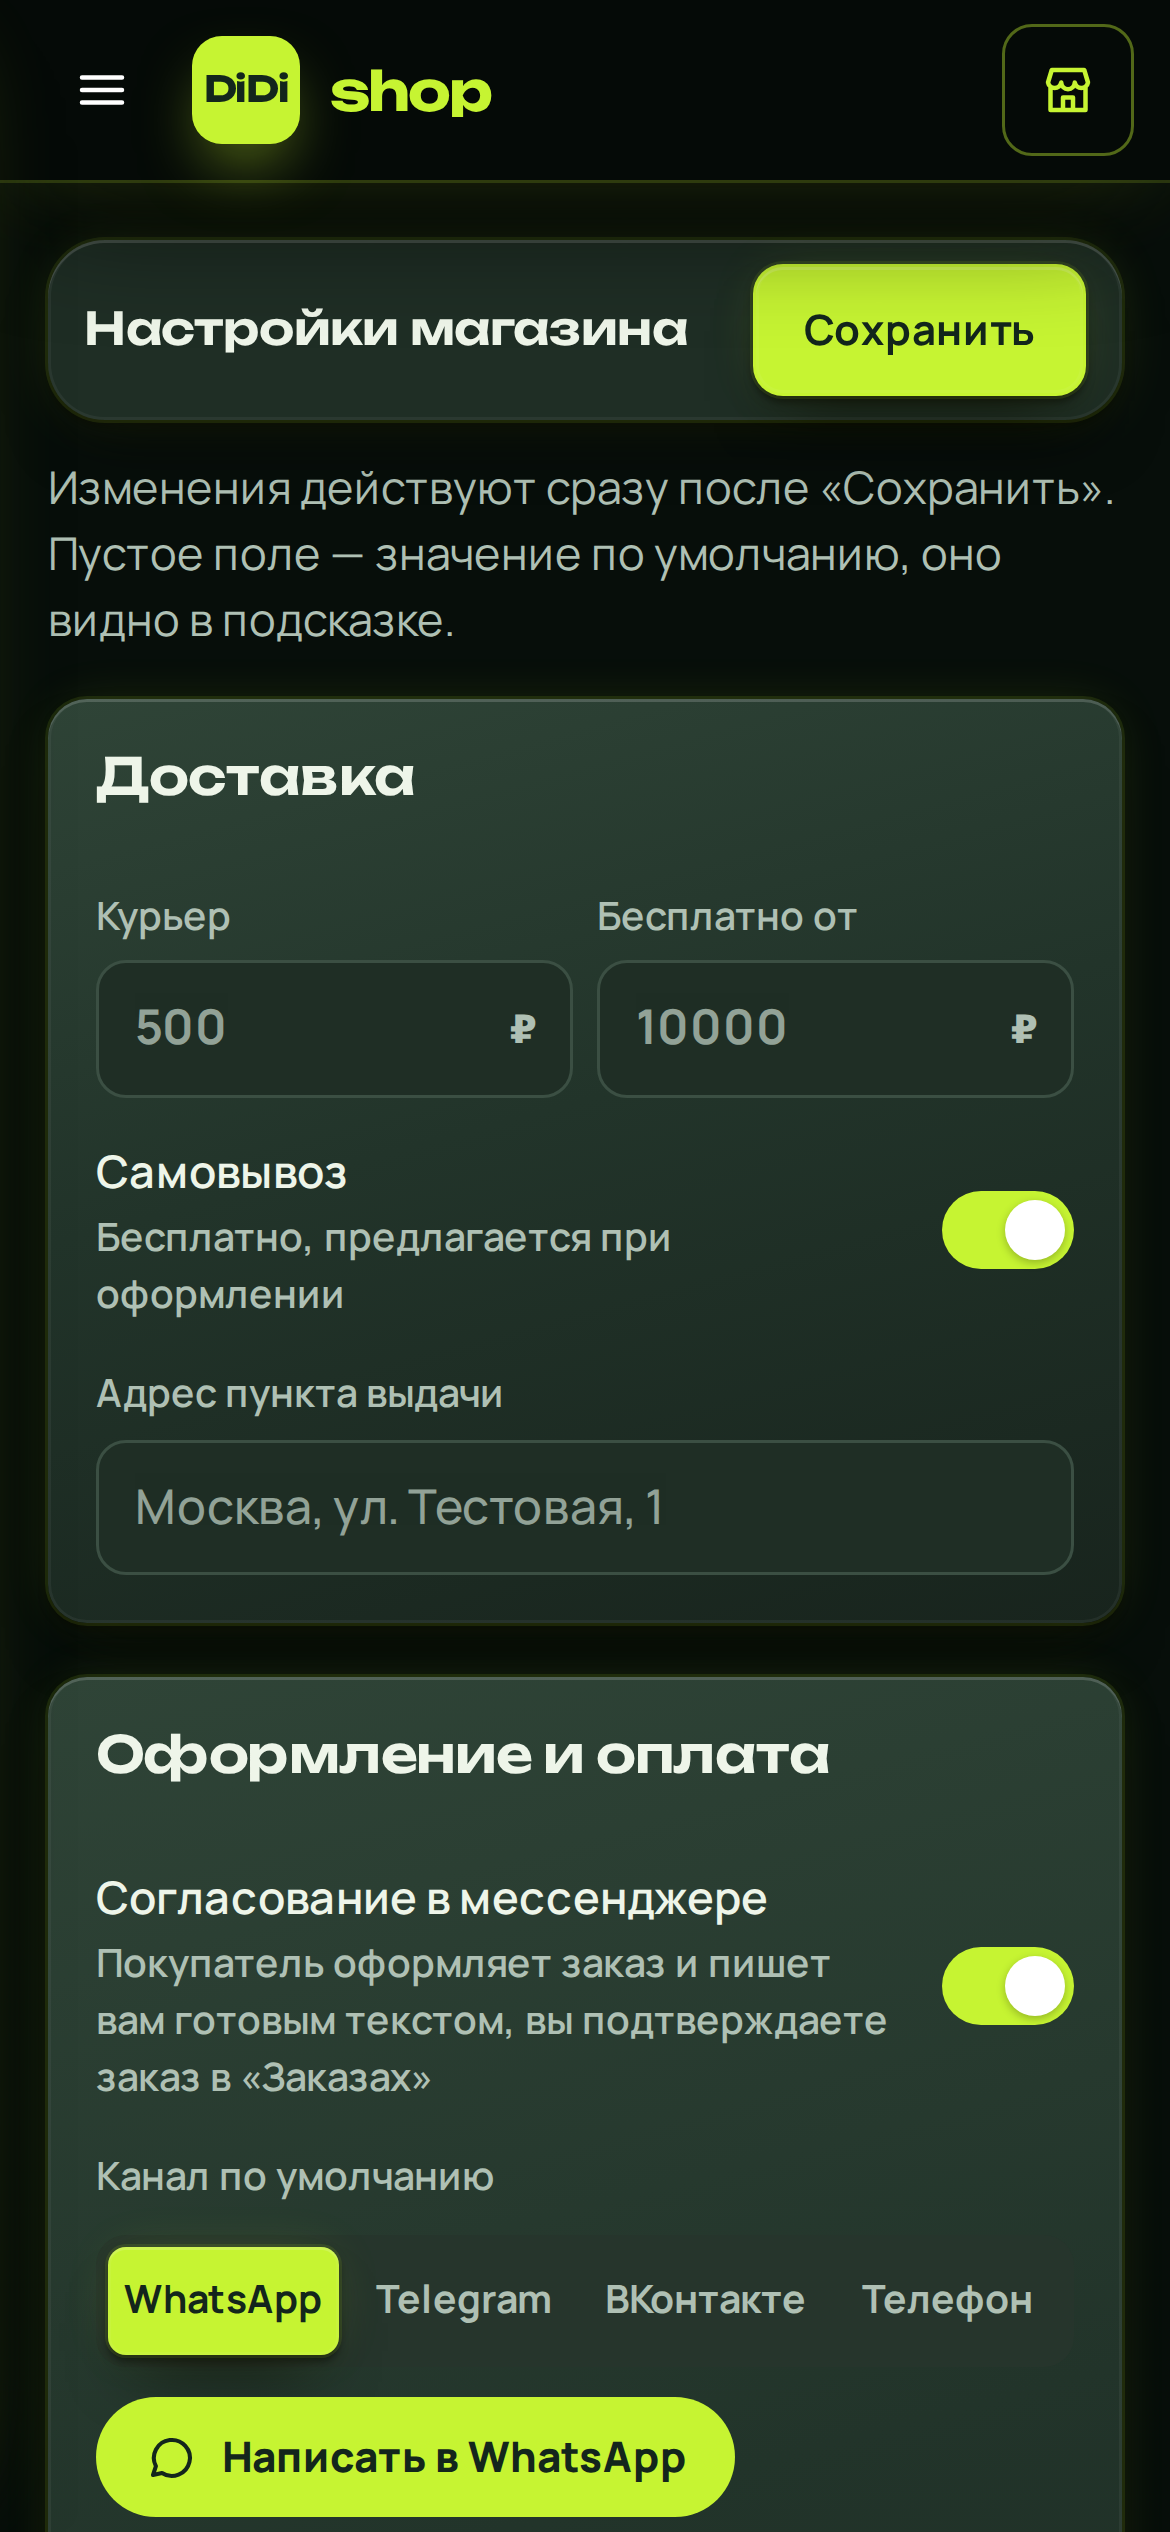 DiDi shop
Настройки магазина
Сохранить
Изменения действуют сразу после «Сохранить».
Пустое поле — значение по умолчанию, оно
видно в подсказке.
Доставка
Курьер
Бесплатно от
500 ₽
10000 ₽
Самовывоз
Бесплатно, предлагается при
оформлении
Адрес пункта выдачи
Москва, ул. Тестовая, 1
Оформление и оплата
Согласование в мессенджере
Покупатель оформляет заказ и пишет
вам готовым текстом, вы подтверждаете
заказ в «Заказах»
Канал по умолчанию
WhatsApp Telegram ВКонтакте Телефон
Написать в WhatsApp